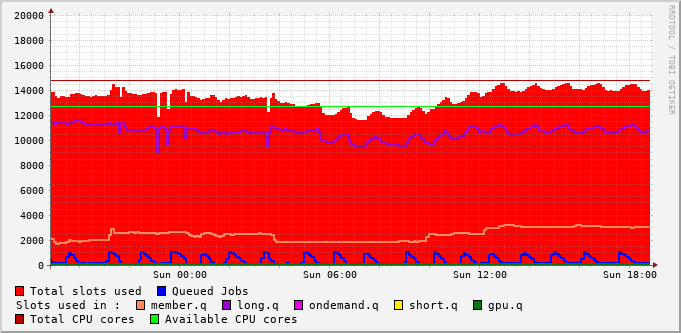 20000
18000
16000
14000
12000
10000
8000
6000
4000
2000
0
Sun 00:00 Sun 06:00 Sun 12:00 Sun 18:00
RRDTOOL / TOBI OETIKER
Total slots used Queued Jobs
Slots used in : member.q long.q ondemand.q short.q gpu.q
Total CPU cores Available CPU cores